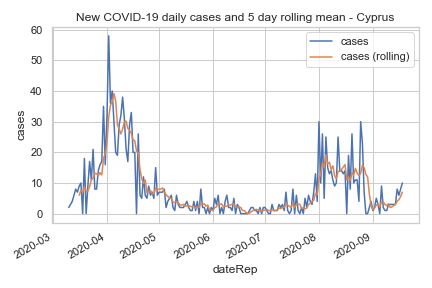 New COVID-19 daily cases and 5 day rolling mean - Cyprus
cases
cases (rolling)
60
50
40
30
20
10
0
cases
2020-03
2020-04
2020-05
2020-06
2020-07
2020-08
2020-09
dateRep